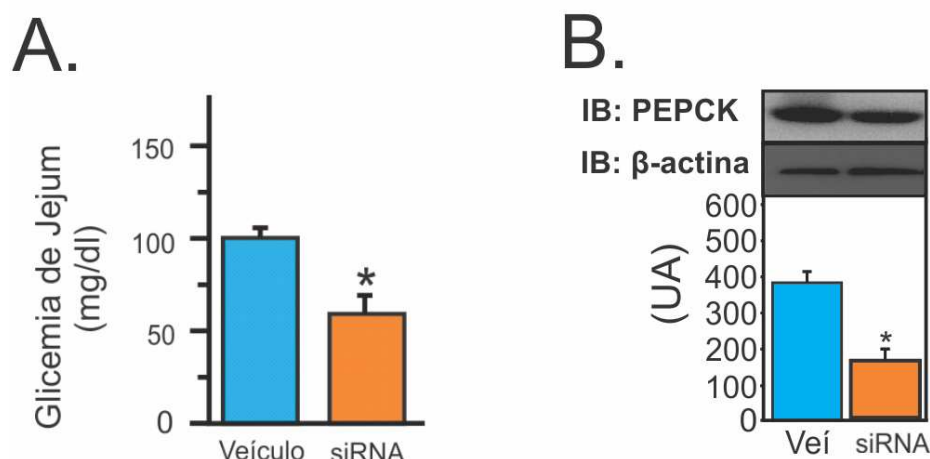 A.
Glicemia de Jejum
(mg/dl)
150
100
50
0
*
Veículo
siRNA
B.
IB: PEPCK
IB: β-actina
(UA)
600
500
400
300
200
100
0
*
Veí
siRNA